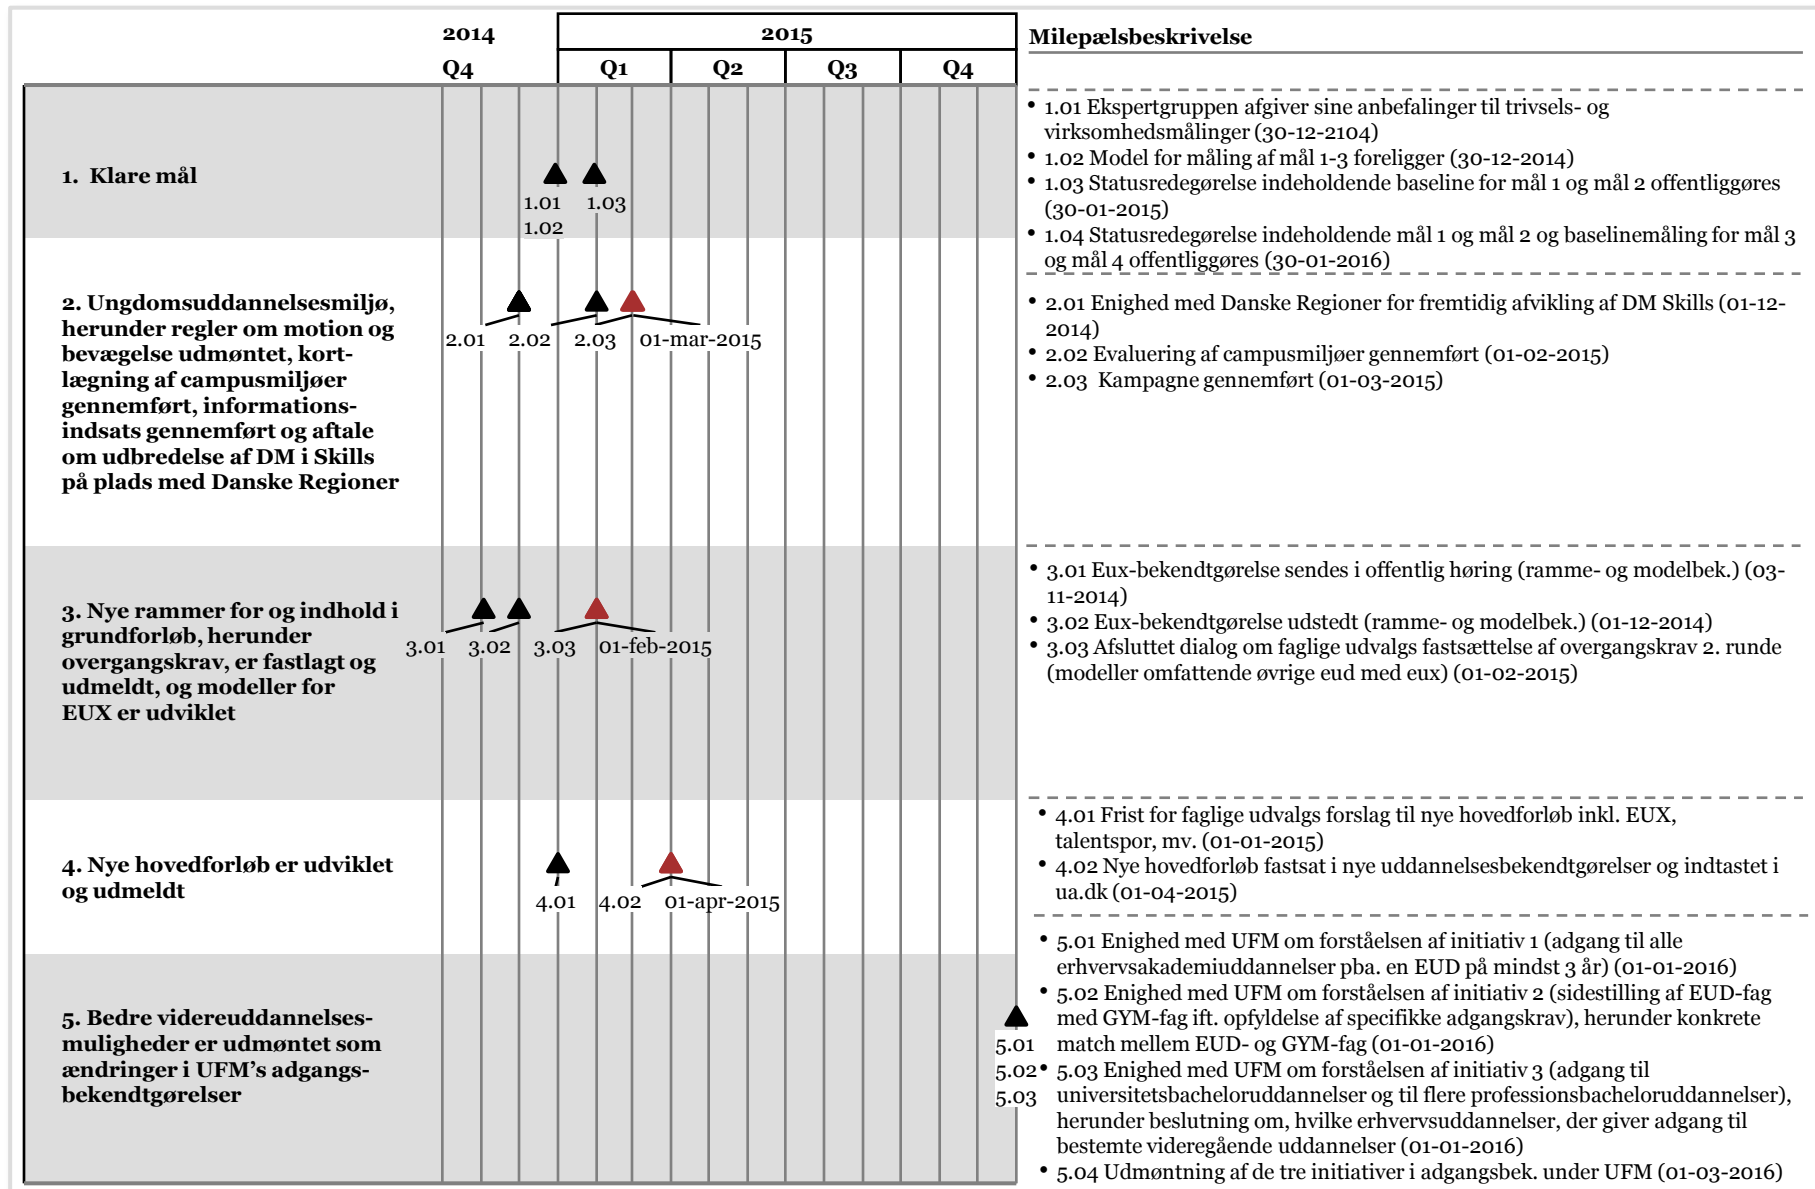 2014
2015
Milepælsbeskrivelse
Q4
Q1
Q2
Q3
Q4
1. Klare mål
1.01
1.02
1.03
• 1.01 Ekspertgruppen afgiver sine anbefalinger til trivsels- og
virksomhedsmålinger (30-12-2104)
• 1.02 Model for måling af mål 1-3 foreligger (30-12-2014)
• 1.03 Statusredegørelse indeholdende baseline for mål 1 og mål 2 offentliggøres
(30-01-2015)
• 1.04 Statusredegørelse indeholdende mål 1 og mål 2 og baselinemåling for mål 3
og mål 4 offentliggøres (30-01-2016)
2. Ungdomsuddannelsesmiljø,
herunder regler om motion og
bevægelse udmøntet, kort-
lægning af campusmiljøer
gennemført, informations-
indsats gennemført og aftale
om udbredelse af DM i Skills
på plads med Danske Regioner
2.01
2.02
2.03
01-mar-2015
• 2.01 Enighed med Danske Regioner for fremtidig afvikling af DM Skills (01-12-
2014)
• 2.02 Evaluering af campusmiljøer gennemført (01-02-2015)
• 2.03 Kampagne gennemført (01-03-2015)
3. Nye rammer for og indhold i
grundforløb, herunder
overgangskrav, er fastlagt og
udmeldt, og modeller for
EUX er udviklet
3.01
3.02
3.03
01-feb-2015
• 3.01 Eux-bekendtgørelse sendes i offentlig høring (ramme- og modelbek.) (03-
11-2014)
• 3.02 Eux-bekendtgørelse udstedt (ramme- og modelbek.) (01-12-2014)
• 3.03 Afsluttet dialog om faglige udvalgs fastsættelse af overgangskrav 2. runde
(modeller omfattende øvrige eud med eux) (01-02-2015)
4. Nye hovedforløb er udviklet
og udmeldt
4.01
4.02
01-apr-2015
• 4.01 Frist for faglige udvalgs forslag til nye hovedforløb inkl. EUX,
talentspor, mv. (01-01-2015)
• 4.02 Nye hovedforløb fastsat i nye uddannelsesbekendtgørelser og indtastet i
ua.dk (01-04-2015)
5. Bedre videreuddannelses-
muligheder er udmøntet som
ændringer i UFM’s adgangs-
bekendtgørelser
5.01
5.02
5.03
• 5.01 Enighed med UFM om forståelsen af initiativ 1 (adgang til alle
erhvervsakademiuddannelser pba. en EUD på mindst 3 år) (01-01-2016)
• 5.02 Enighed med UFM om forståelsen af initiativ 2 (sidestilling af EUD-fag
med GYM-fag ift. opfyldelse af specifikke adgangskrav), herunder konkrete
match mellem EUD- og GYM-fag (01-01-2016)
• 5.03 Enighed med UFM om forståelsen af initiativ 3 (adgang til
universitetsbacheloruddannelser og til flere professionsbacheloruddannelser),
herunder beslutning om, hvilke erhvervsuddannelser, der giver adgang til
bestemte videregående uddannelser (01-01-2016)
• 5.04 Udmøntning af de tre initiativer i adgangsbek. under UFM (01-03-2016)